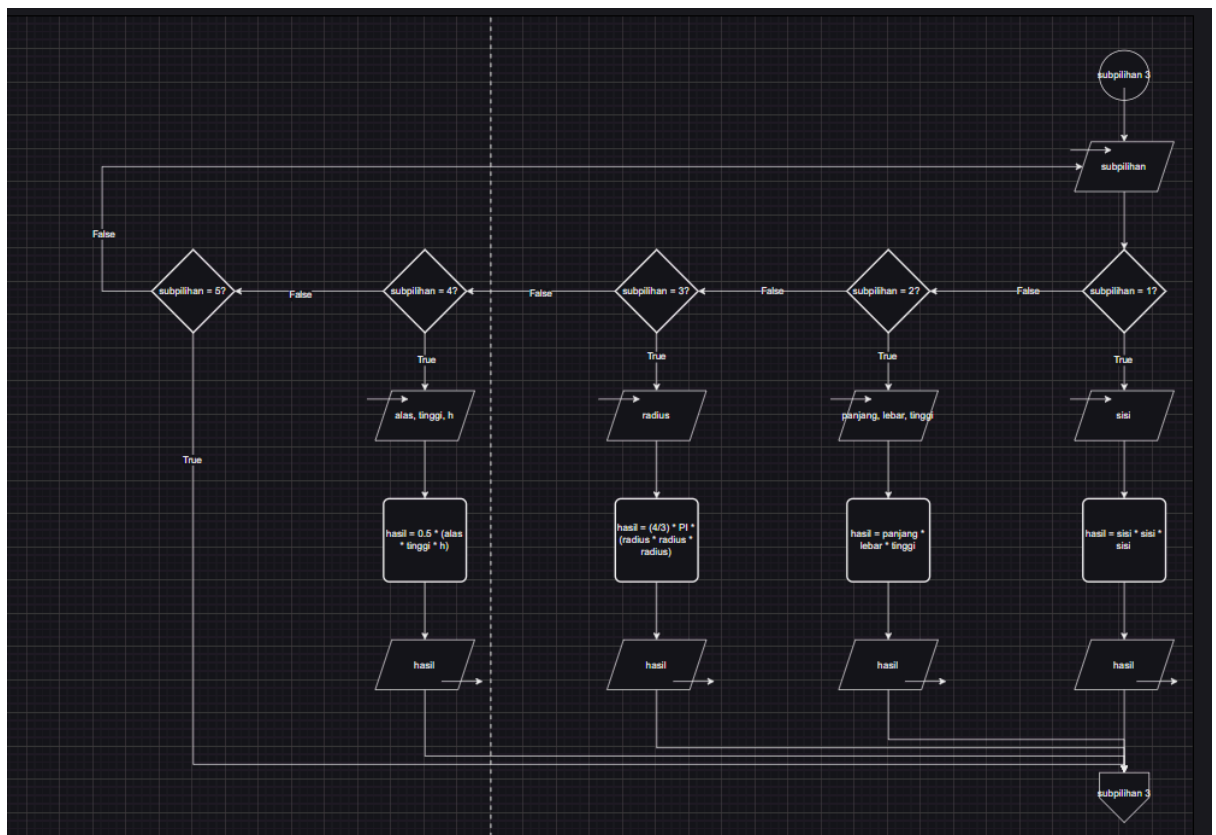 subpilihan 3
subpilihan
False
subpilihan = 5?
False
subpilihan = 4?
False
subpilihan = 3?
False
subpilihan = 2?
False
subpilihan = 1?
True
True
True
True
alas, tinggi, h
radius
panjang, lebar, tinggi
sisi
True
hasil = 0.5 * (alas
* tinggi * h)
hasil = (4/3) * PI *
(radius * radius *
radius)
hasil = panjang *
lebar * tinggi
hasil = sisi * sisi *
sisi
hasil
hasil
hasil
hasil
subpilihan 3